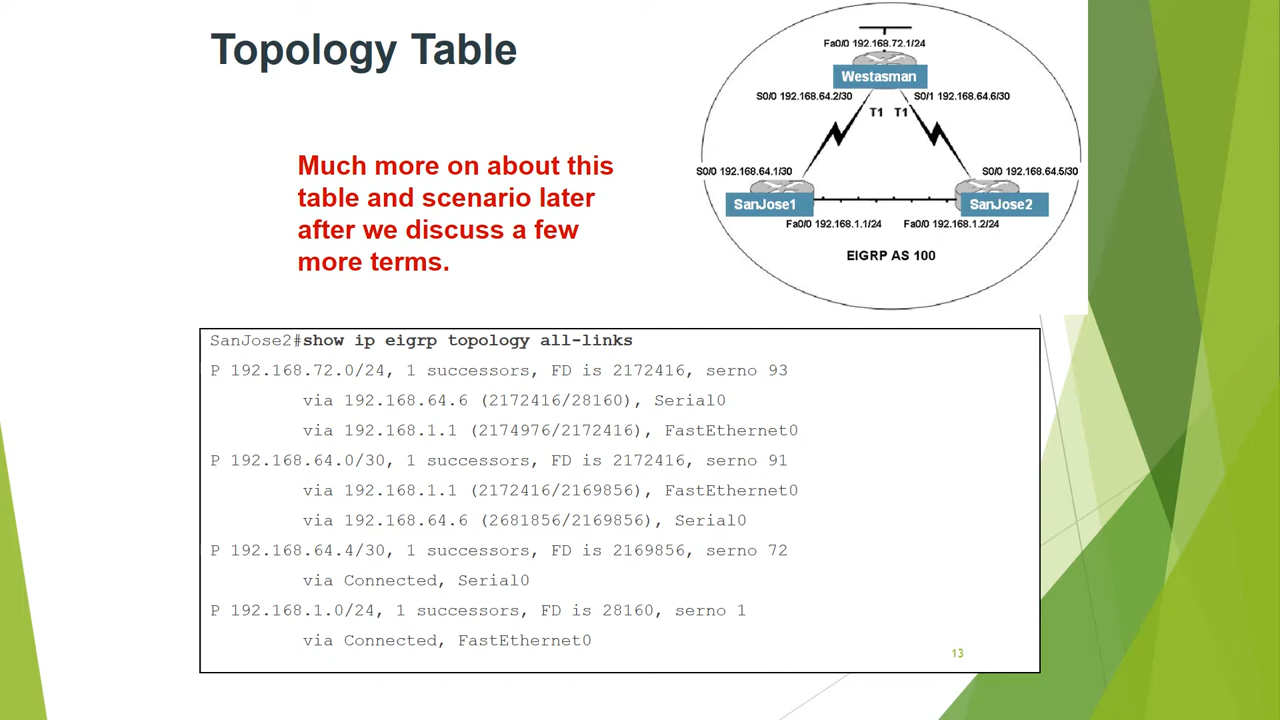 Topology Table
Much more on about this
table and scenario later
after we discuss a few
more terms.
Fa0/0 192.168.72.1/24
Westasman
S0/0 192.168.64.2/30
S0/1 192.168.64.6/30
T1 T1
S0/0 192.168.64.1/30
S0/0 192.168.64.5/30
SanJose1
SanJose2
Fa0/0 192.168.1.1/24
Fa0/0 192.168.1.2/24
EIGRP AS 100
SanJose2#show ip eigrp topology all-links
P 192.168.72.0/24, 1 successors, FD is 2172416, serno 93
via 192.168.64.6 (2172416/28160), Serial0
via 192.168.1.1 (2174976/2172416), FastEthernet0
P 192.168.64.0/30, 1 successors, FD is 2172416, serno 91
via 192.168.1.1 (2172416/2169856), FastEthernet0
via 192.168.64.6 (2681856/2169856), Serial0
P 192.168.64.4/30, 1 successors, FD is 2169856, serno 72
via Connected, Serial0
P 192.168.1.0/24, 1 successors, FD is 28160, serno 1
via Connected, FastEthernet0
13